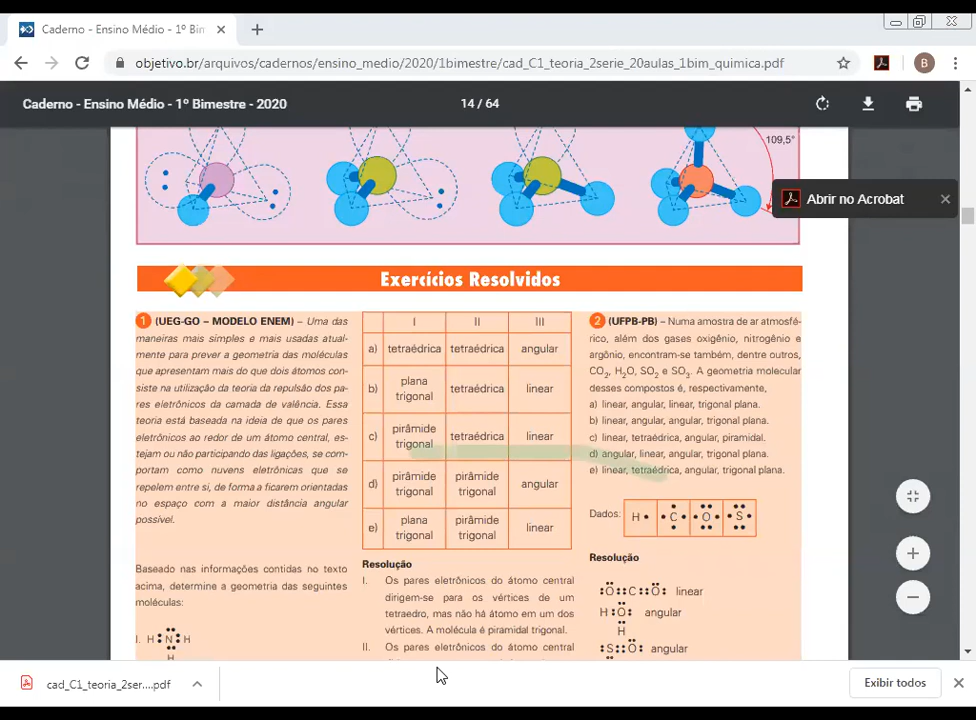 Caderno - Ensino Médio - 1º Bin
objetivo.br/arquivos/cadernos/ensino_medio/2020/1bimestre/cad_C1_teoria_2serie_20aulas_1bim_quimica.pdf
B
Caderno - Ensino Médio - 1º Bimestre - 2020
14 / 64
109,5°
Abrir no Acrobat
Exercícios Resolvidos
1 (UEG-GO – MODELO ENEM) – Uma das
maneiras mais simples e mais usadas atual-
mente para prever a geometria das moléculas
que apresentam mais do que dois átomos con-
siste na utilização da teoria da repulsão dos pa-
res eletrônicos da camada de valência. Essa
teoria está baseada na ideia de que os pares
eletrônicos ao redor de um átomo central, es-
tejam ou não participando das ligações, se com-
portam como nuvens eletrônicas que se
repelem entre si, de forma a ficarem orientadas
no espaço com a maior distância angular
possível.
Baseado nas informações contidas no texto
acima, determine a geometria das seguintes
moléculas:
I. H N H
H
I II III
a) tetraédrica tetraédrica angular
b) plana trigonal tetraédrica linear
c) pirâmide trigonal tetraédrica linear
d) pirâmide trigonal pirâmide trigonal angular
e) plana trigonal pirâmide trigonal linear
Resolução
I. Os pares eletrônicos do átomo central
dirigem-se para os vértices de um
tetraedro, mas não há átomo em um dos
vértices. A molécula é piramidal trigonal.
II. Os pares eletrônicos do átomo central
2 (UFPB-PB) – Numa amostra de ar atmosfé-
rico, além dos gases oxigênio, nitrogênio e
argônio, encontram-se também, dentre outros,
CO2, H2O, SO2 e SO3. A geometria molecular
desses compostos é, respectivamente,
a) linear, angular, linear, trigonal plana.
b) linear, angular, angular, trigonal plana.
c) linear, tetraédrica, angular, piramidal.
d) angular, linear, angular, trigonal plana.
e) linear, tetraédrica, angular, trigonal plana.
Dados: H C O S
Resolução
O C O linear
H O angular
H
S O angular
cad_C1_teoria_2ser....pdf
Exibir todos